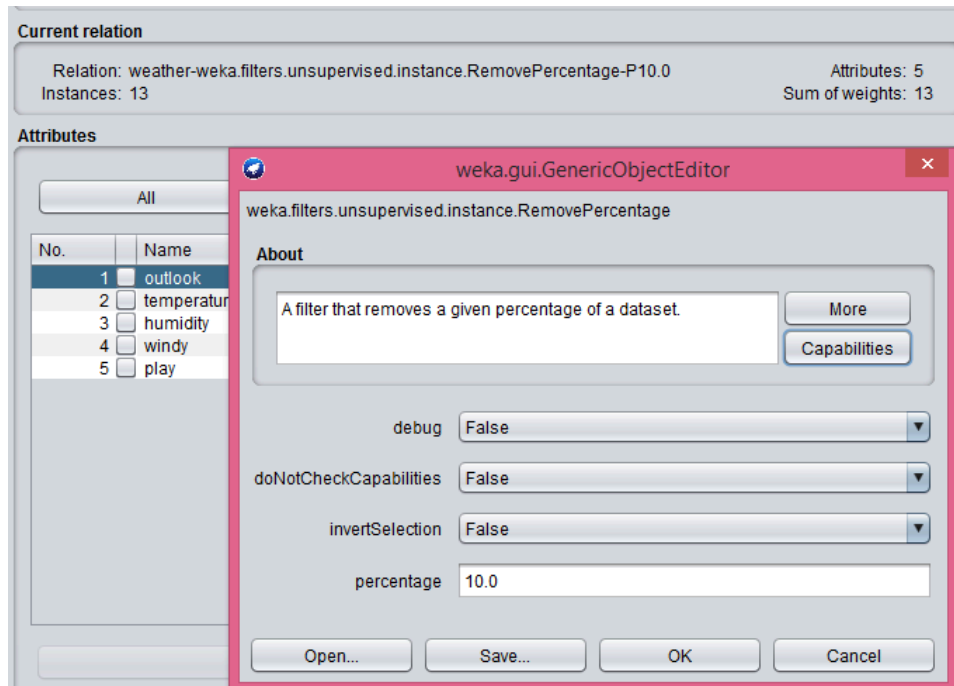 Current relation
Relation: weather-weka.filters.unsupervised.instance.RemovePercentage-P10.0 Attributes: 5
Instances: 13 Sum of weights: 13
Attributes
weka.gui.GenericObjectEditor
weka.filters.unsupervised.instance.RemovePercentage
All
No. Name
1 outlook
2 temperatur
3 humidity
4 windy
5 play
About
A filter that removes a given percentage of a dataset.
More
Capabilities
debug False
doNotCheckCapabilities False
invertSelection False
percentage 10.0
Open... Save... OK Cancel